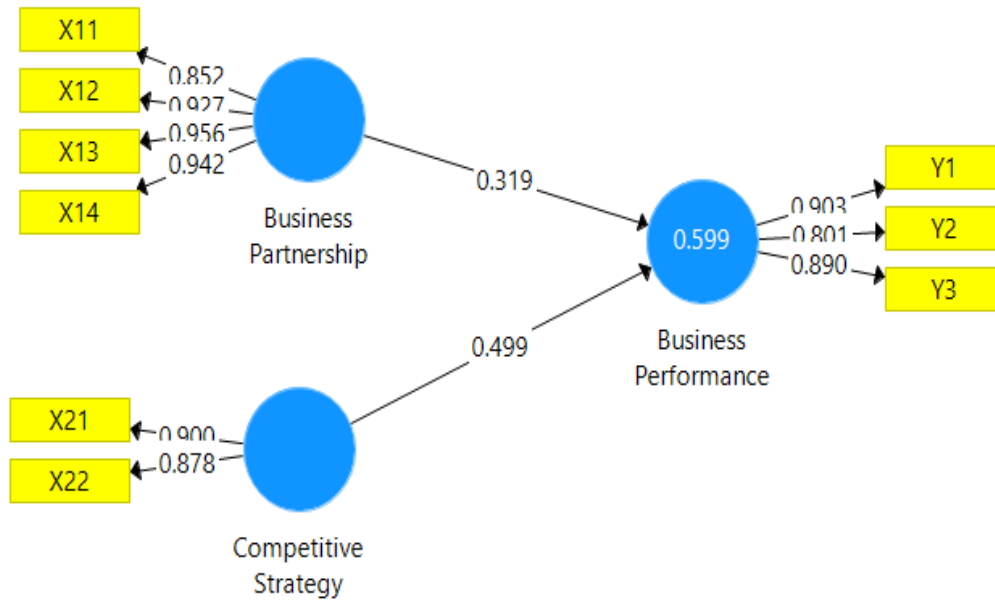 X11
0.852
X12
0.927
X13
0.956
0.942
X14
Business
Partnership
0.319
Y1
0.903
0.599
0.801
Y2
0.890
Y3
Business
Performance
0.499
X21
0.900
X22
0.878
Competitive
Strategy